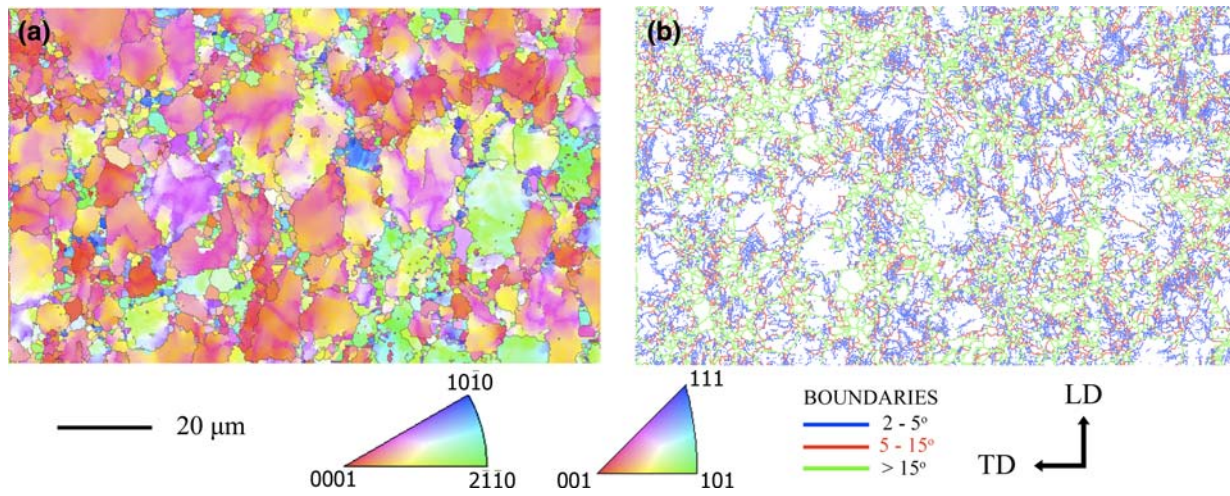 (a)
(b)
20 μm
101̄0
0001
21̄1̄0
111
001
101
BOUNDARIES
2 - 5°
5 - 15°
> 15°
LD
TD